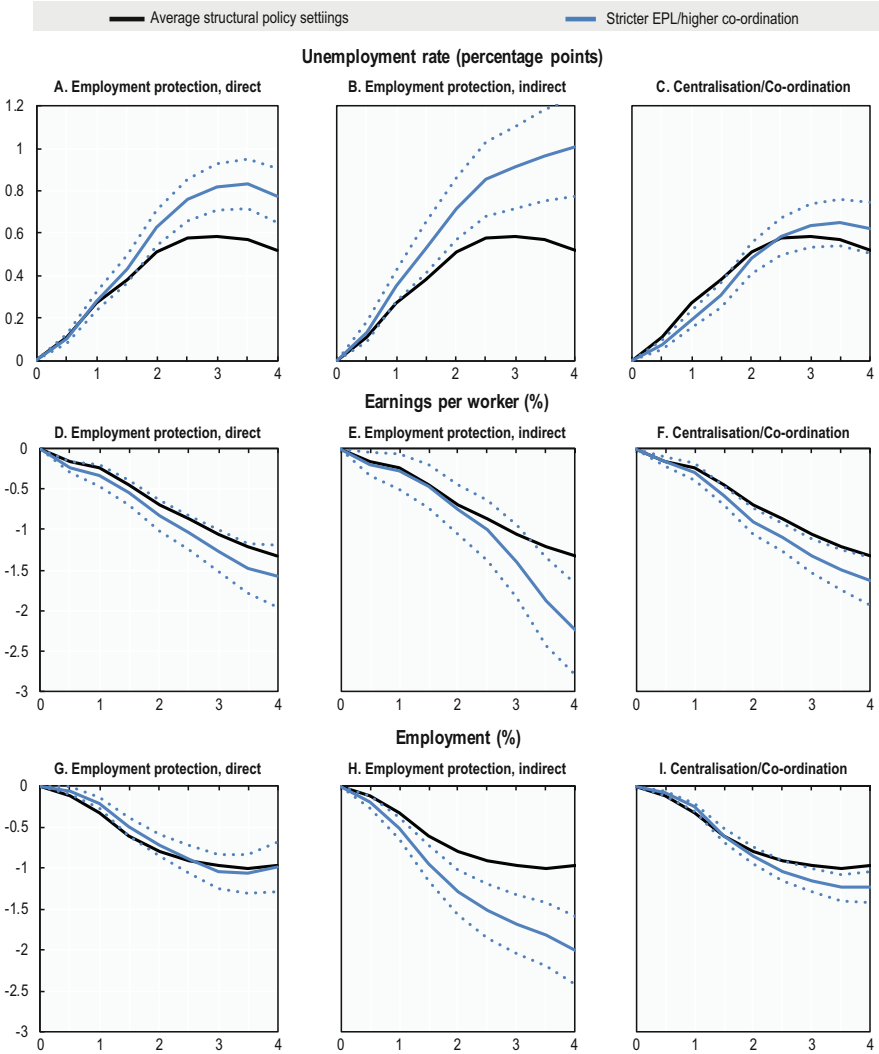 Average structural policy settiings Stricter EPL/higher co-ordination
Unemployment rate (percentage points)
A. Employment protection, direct B. Employment protection, indirect C. Centralisation/Co-ordination
1.2
1
0.8
0.6
0.4
0.2
0
0 1 2 3 4 0 1 2 3 4 0 1 2 3 4
Earnings per worker (%)
D. Employment protection, direct E. Employment protection, indirect F. Centralisation/Co-ordination
0
-0.5
-1
-1.5
-2
-2.5
-3
0 1 2 3 4 0 1 2 3 4 0 1 2 3 4
Employment (%)
G. Employment protection, direct H. Employment protection, indirect I. Centralisation/Co-ordination
0
-0.5
-1
-1.5
-2
-2.5
-3
0 1 2 3 4 0 1 2 3 4 0 1 2 3 4